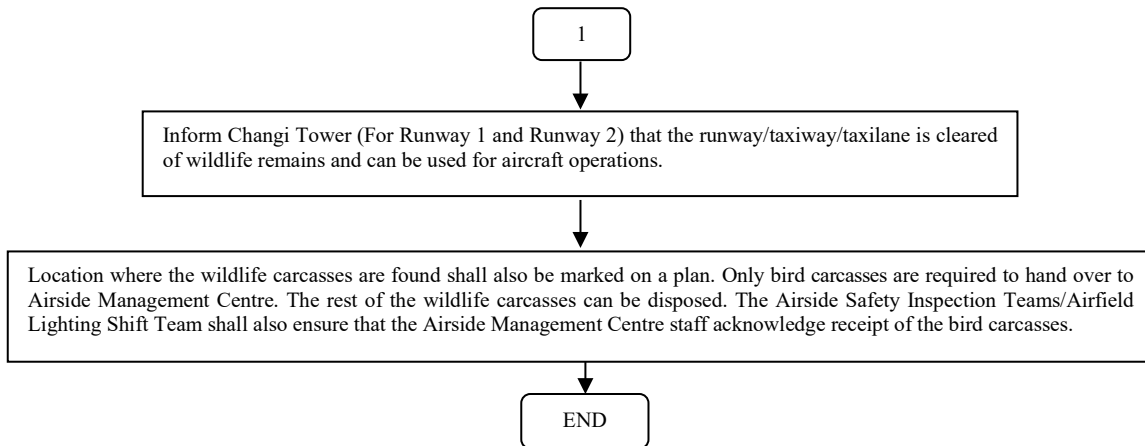 1
Inform Changi Tower (For Runway 1 and Runway 2) that the runway/taxiway/taxilane is cleared
of wildlife remains and can be used for aircraft operations.
Location where the wildlife carcasses are found shall also be marked on a plan. Only bird carcasses are required to hand over to
Airside Management Centre. The rest of the wildlife carcasses can be disposed. The Airside Safety Inspection Teams/Airfield
Lighting Shift Team shall also ensure that the Airside Management Centre staff acknowledge receipt of the bird carcasses.
END